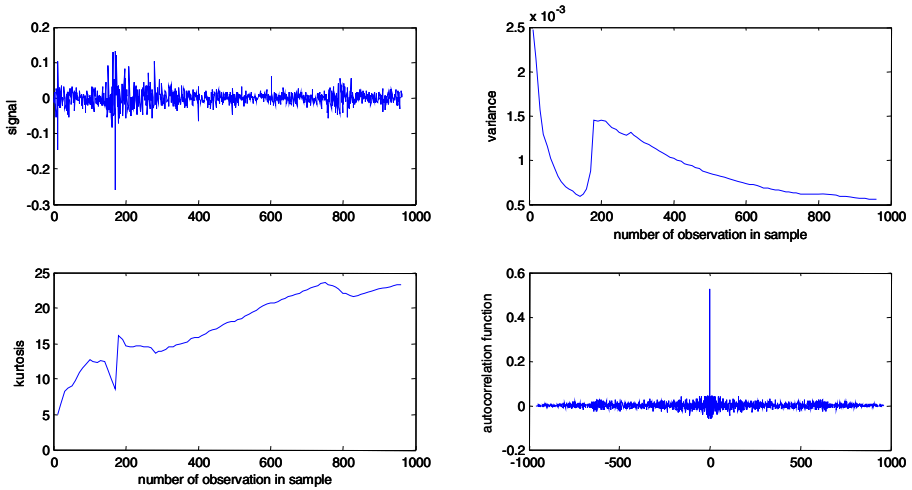 0.2
0.1
0
-0.1
-0.2
-0.3
signal
0 200 400 600 800 1000
x 10⁻³
2.5
2
1.5
1
0.5
variance
0 200 400 600 800 1000
number of observation in sample
25
20
15
10
5
0
kurtosis
0 200 400 600 800 1000
number of observation in sample
0.6
0.4
0.2
0
-0.2
autocorrelation function
-1000 -500 0 500 1000